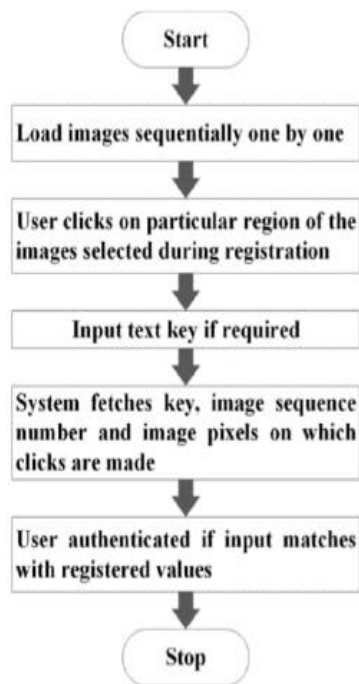 Start
Load images sequentially one by one
User clicks on particular region of the
images selected during registration
Input text key if required
System fetches key, image sequence
number and image pixels on which
clicks are made
User authenticated if input matches
with registered values
Stop